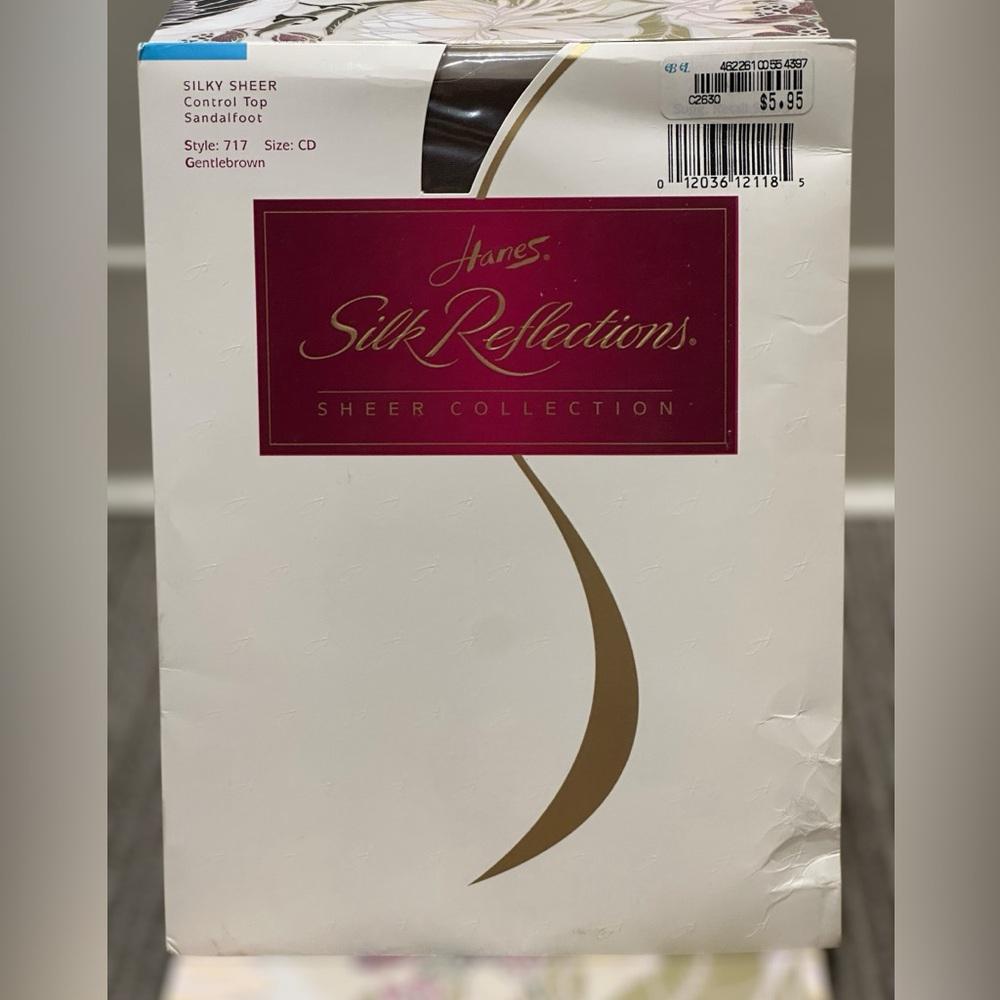 SILKY SHEER
Control Top
Sandalfoot
Style: 717 Size: CD
Gentlebrown
462261 00 55 4397
C2630
$5.95
0 12036 12118 5
Hanes®
Silk Reflections®
SHEER COLLECTION